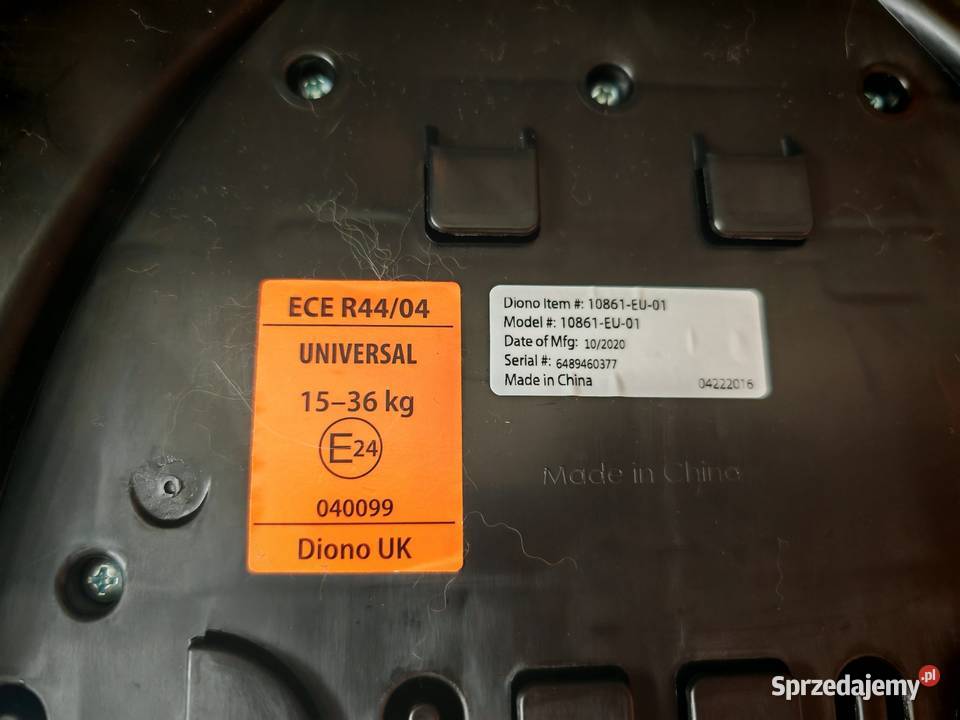 ECE R44/04
UNIVERSAL
15–36 kg
E24
040099
Diono UK
Diono Item #: 10861-EU-01
Model #: 10861-EU-01
Date of Mfg: 10/2020
Serial #: 6489460377
Made in China 04222016
Made in China
Sprzedajemy.pl